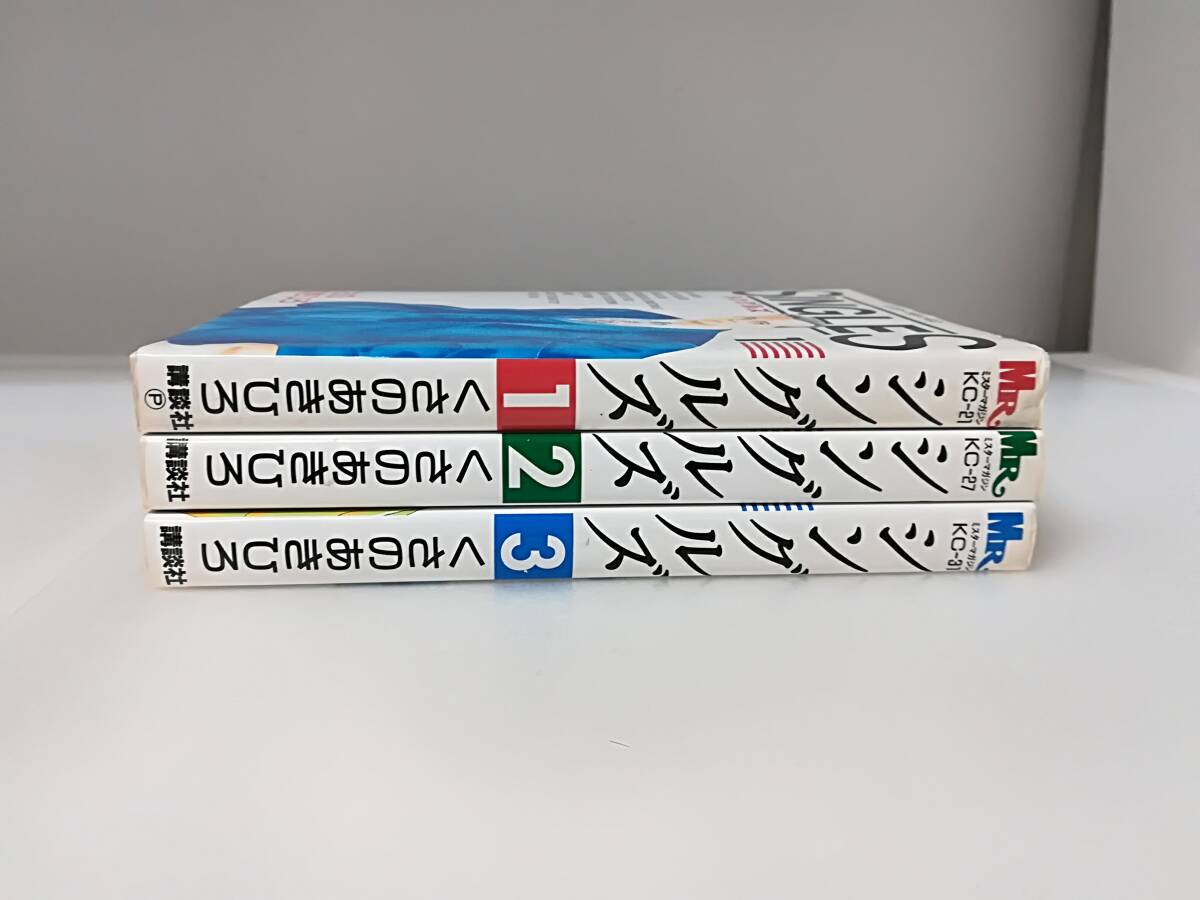 SINGLES
1
MR.
ミスターマガジン
KC-21
シングルズ
1
くさのあきひろ
講談社
P
MR.
ミスターマガジン
KC-27
シングルズ
2
くさのあきひろ
講談社
MR.
ミスターマガジン
KC-31
シングルズ
3
くさのあきひろ
講談社